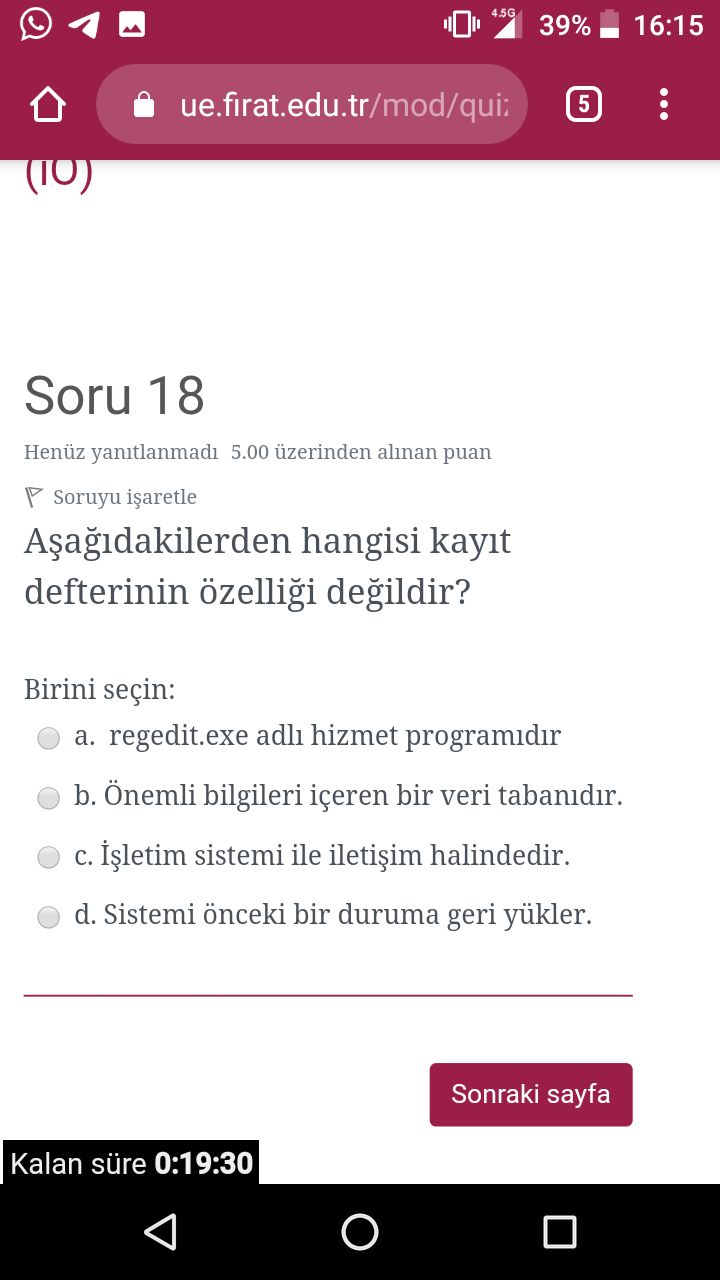 4.5G 39% 16:15
ue.firat.edu.tr/mod/qui
5
(İÖ)
Soru 18
Henüz yanıtlanmadı 5.00 üzerinden alınan puan
Soruyu işaretle
Aşağıdakilerden hangisi kayıt
defterinin özelliği değildir?
Birini seçin:
a. regedit.exe adlı hizmet programıdır
b. Önemli bilgileri içeren bir veri tabanıdır.
c. İşletim sistemi ile iletişim halindedir.
d. Sistemi önceki bir duruma geri yükler.
Sonraki sayfa
Kalan süre 0:19:30